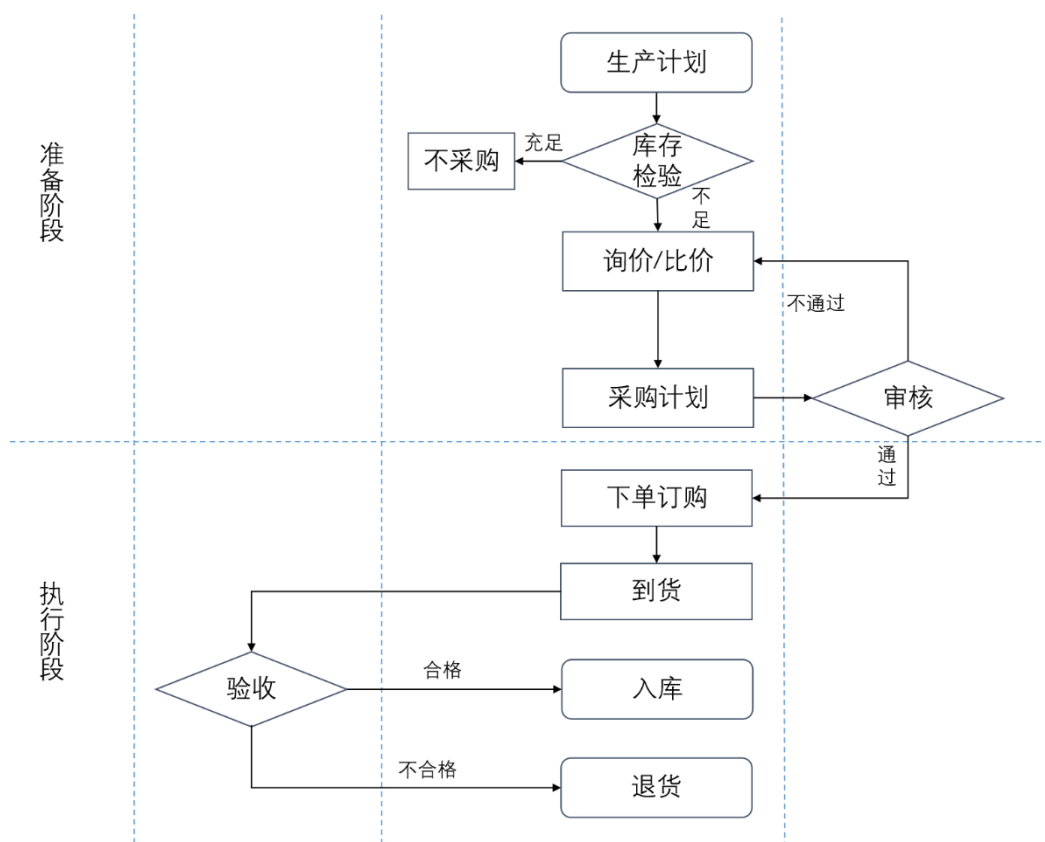 生产计划
准备阶段
不采购
充足
库存
检验
不足
询价/比价
不通过
采购计划
审核
通过
下单订购
执行阶段
到货
验收
合格
入库
不合格
退货